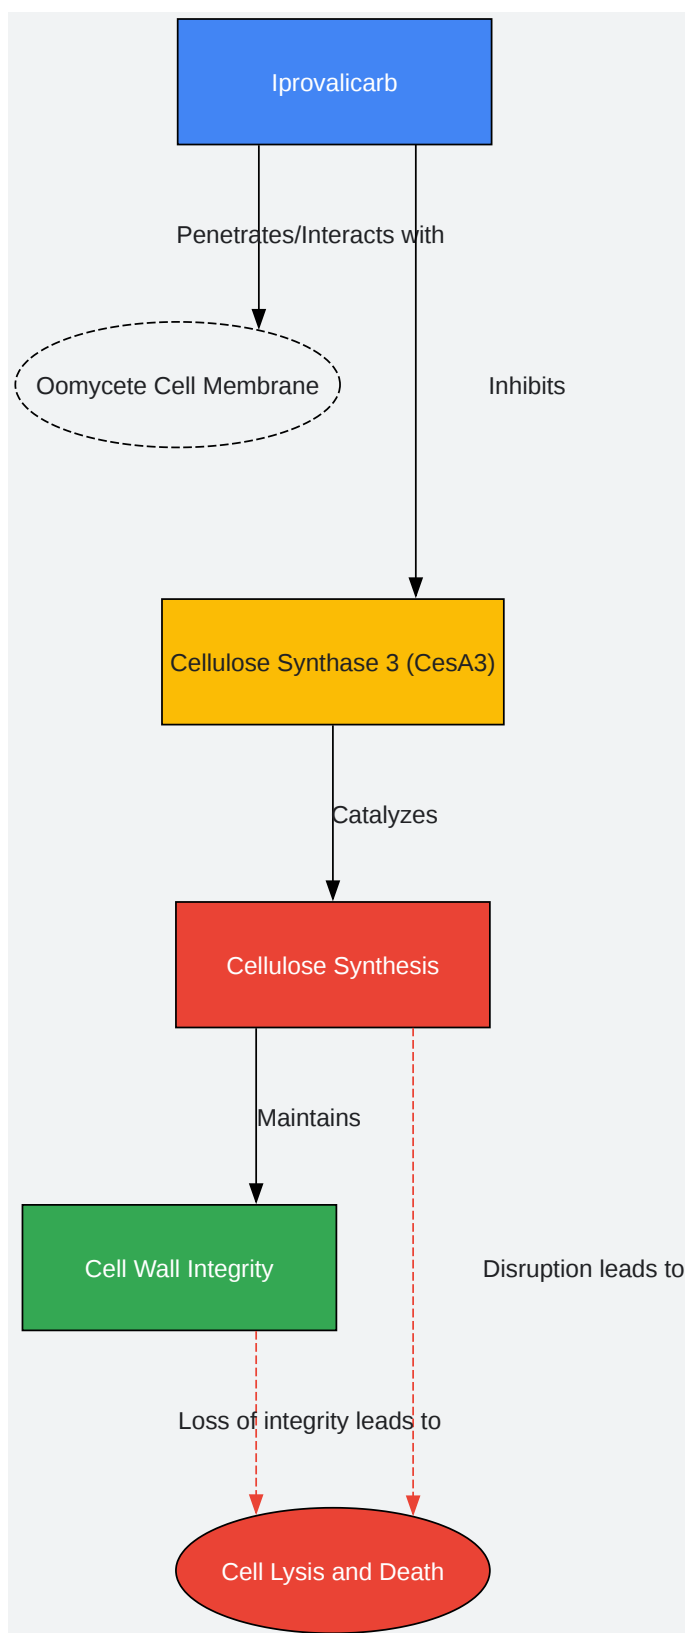 Iprovalicarb
Penetrates/Interacts with
Oomycete Cell Membrane
Inhibits
Cellulose Synthase 3 (CesA3)
Catalyzes
Cellulose Synthesis
Maintains
Cell Wall Integrity
Disruption leads to
Loss of integrity leads to
Cell Lysis and Death